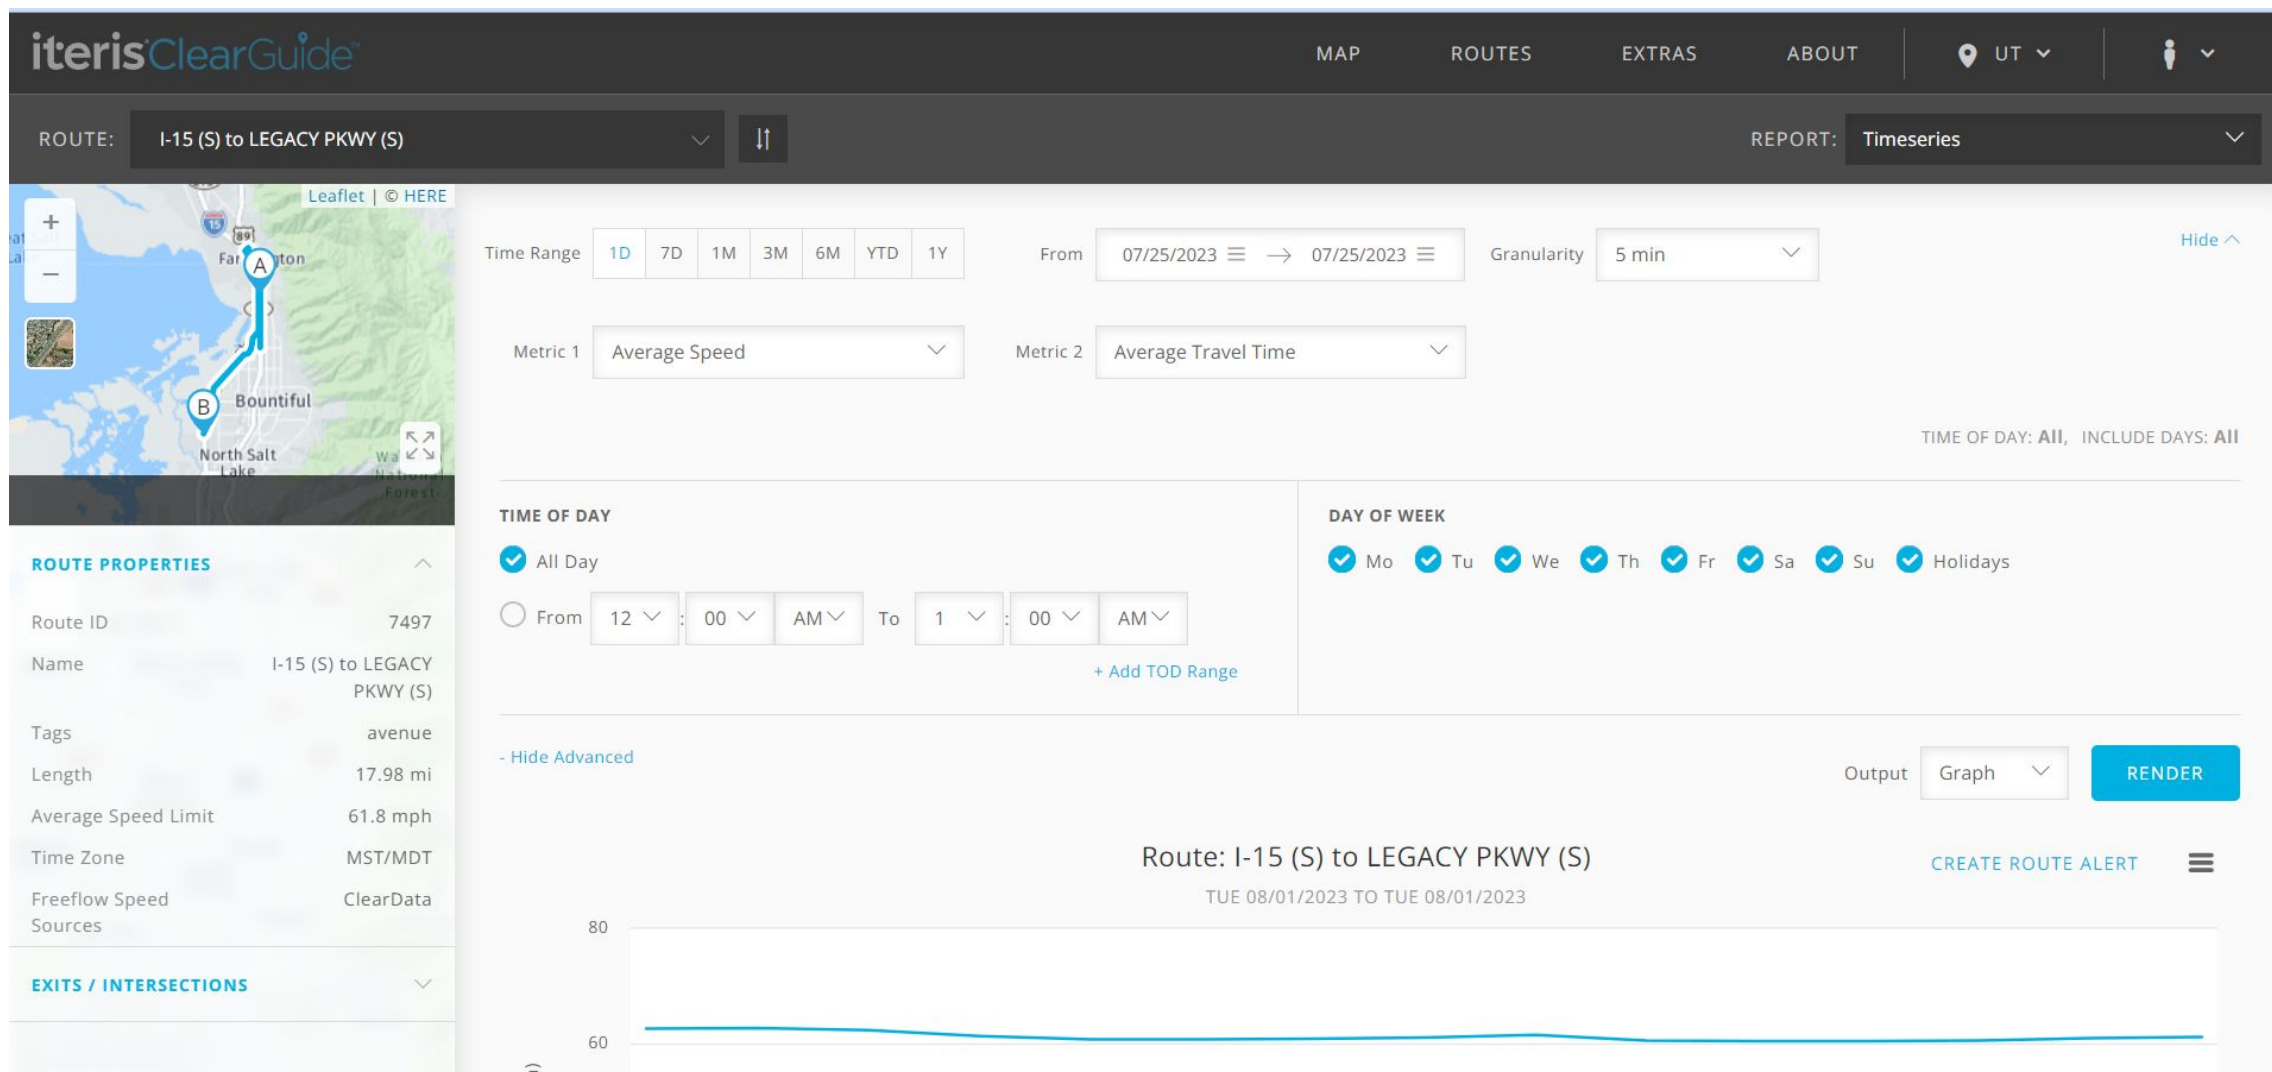 iteris ClearGuide™
MAP ROUTES EXTRAS ABOUT UT
ROUTE: I-15 (S) to LEGACY PKWY (S) REPORT: Timeseries
Leaflet | © HERE
+
−
15
89
A
B
Bountiful
North Salt
Lake
National
Forest
Time Range 1D 7D 1M 3M 6M YTD 1Y From 07/25/2023 → 07/25/2023 Granularity 5 min Hide
Metric 1 Average Speed Metric 2 Average Travel Time
TIME OF DAY: All, INCLUDE DAYS: All
TIME OF DAY
All Day
From 12 : 00 AM To 1 : 00 AM
+ Add TOD Range
DAY OF WEEK
Mo Tu We Th Fr Sa Su Holidays
- Hide Advanced
Output Graph RENDER
ROUTE PROPERTIES
Route ID 7497
Name I-15 (S) to LEGACY
PKWY (S)
Tags avenue
Length 17.98 mi
Average Speed Limit 61.8 mph
Time Zone MST/MDT
Freeflow Speed ClearData
Sources
EXITS / INTERSECTIONS
Route: I-15 (S) to LEGACY PKWY (S)
CREATE ROUTE ALERT
TUE 08/01/2023 TO TUE 08/01/2023
80
60